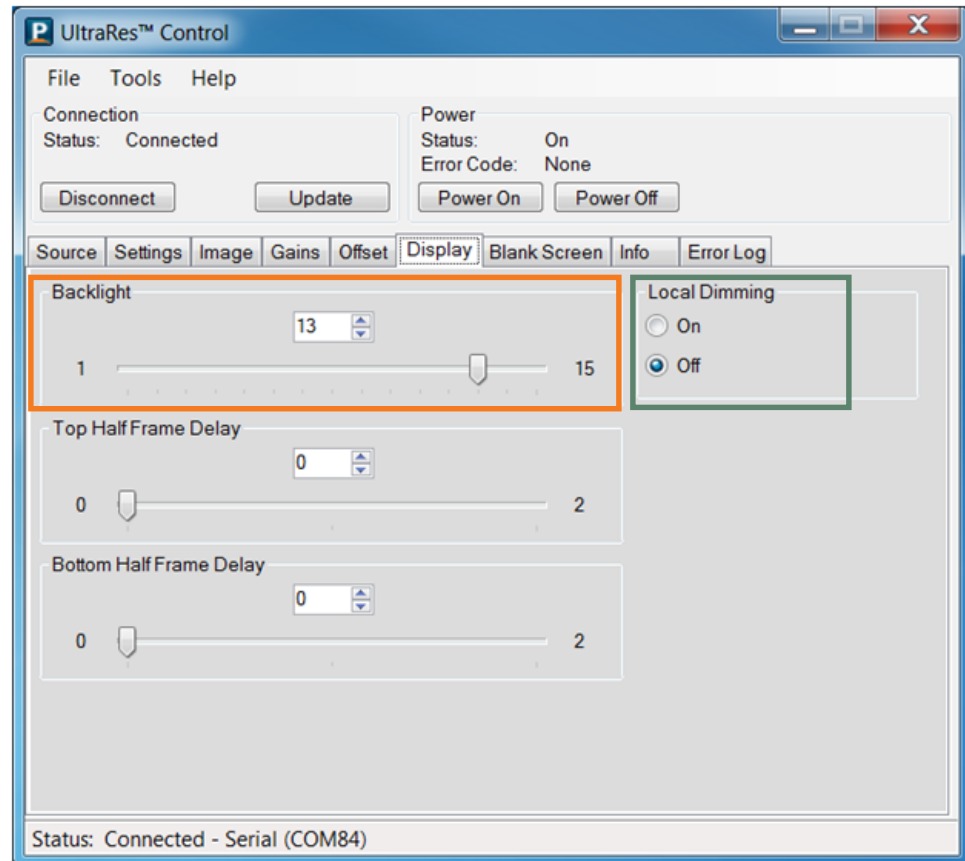 P UltraRes™ Control
File Tools Help
Connection
Status: Connected
Disconnect Update
Power
Status: On
Error Code: None
Power On Power Off
Source Settings Image Gains Offset Display Blank Screen Info Error Log
Backlight
13
1 15
Local Dimming
On
Off
Top Half Frame Delay
0
0 2
Bottom Half Frame Delay
0
0 2
Status: Connected - Serial (COM84)